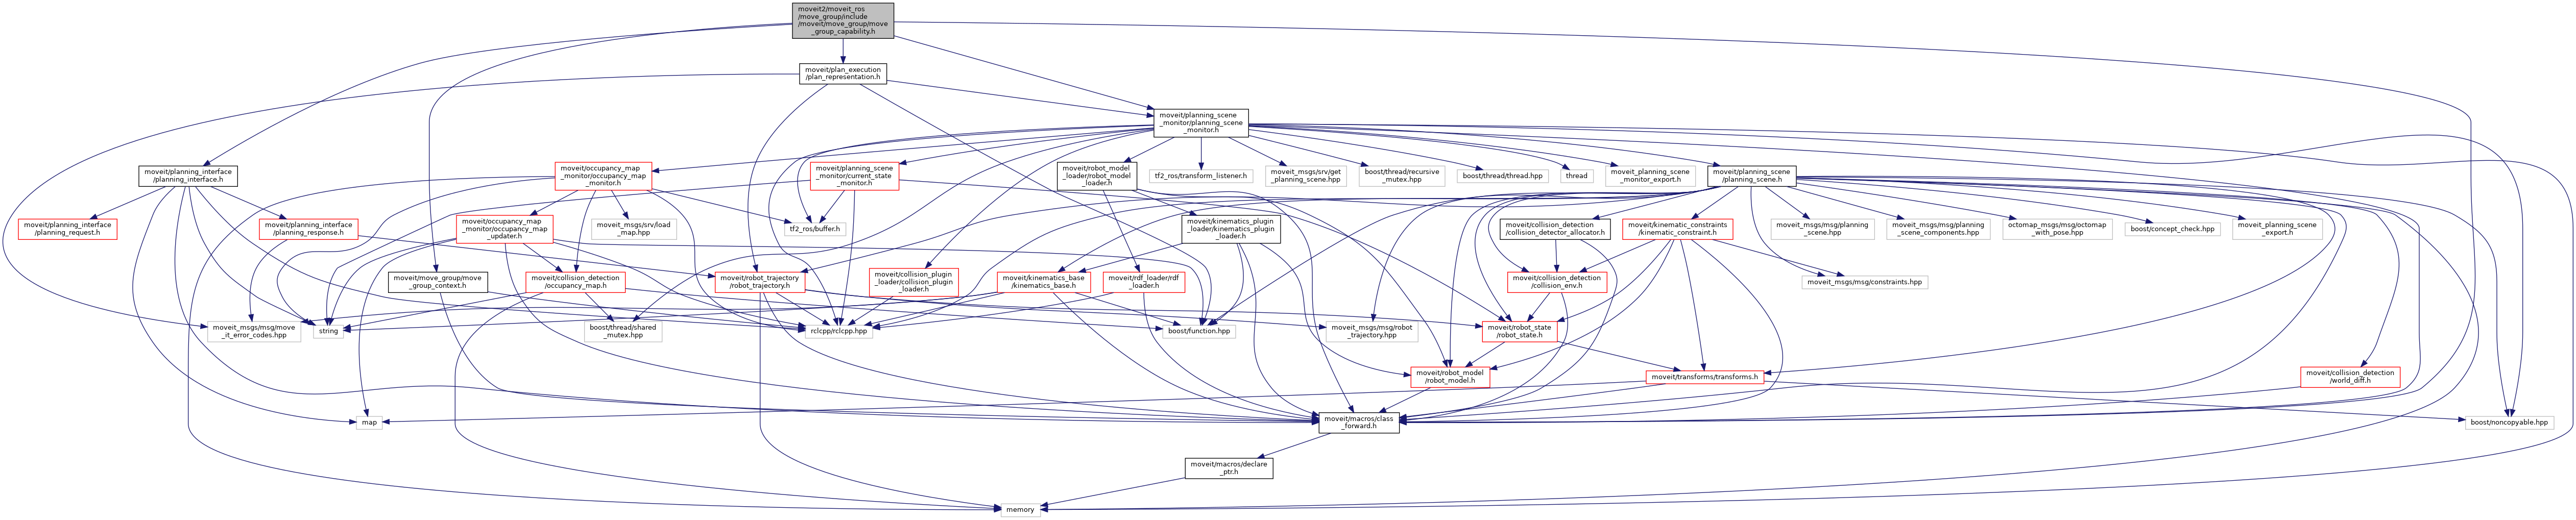 moveit2/moveit_ros
/move_group/include
/moveit/move_group/move
_group_capability.h
moveit/plan_execution
/plan_representation.h
moveit/planning_scene
_monitor/planning_scene
_monitor.h
moveit/planning_interface
/planning_interface.h
moveit/occupancy_map
_monitor/occupancy_map
_monitor.h
moveit/planning_scene
_monitor/current_state
_monitor.h
moveit/robot_model
_loader/robot_model
_loader.h
tf2_ros/transform_listener.h
moveit_msgs/srv/get
_planning_scene.hpp
boost/thread/recursive
_mutex.hpp
boost/thread/thread.hpp
thread
moveit_planning_scene
_monitor_export.h
moveit/planning_scene
/planning_scene.h
moveit/planning_interface
/planning_request.h
moveit/planning_interface
/planning_response.h
moveit/occupancy_map
_monitor/occupancy_map
_updater.h
moveit_msgs/srv/load
_map.hpp
tf2_ros/buffer.h
moveit/kinematics_plugin
_loader/kinematics_plugin
_loader.h
moveit/collision_detection
/collision_detector_allocator.h
moveit/kinematic_constraints
/kinematic_constraint.h
moveit_msgs/msg/planning
_scene.hpp
moveit_msgs/msg/planning
_scene_components.hpp
octomap_msgs/msg/octomap
_with_pose.hpp
boost/concept_check.hpp
moveit_planning_scene
_export.h
moveit/move_group/move
_group_context.h
moveit/collision_detection
/occupancy_map.h
moveit/robot_trajectory
/robot_trajectory.h
moveit/collision_plugin
_loader/collision_plugin
_loader.h
moveit/kinematics_base
/kinematics_base.h
moveit/rdf_loader/rdf
_loader.h
moveit/collision_detection
/collision_env.h
moveit_msgs/msg/constraints.hpp
moveit_msgs/msg/move
_it_error_codes.hpp
string
boost/thread/shared
_mutex.hpp
rclcpp/rclcpp.hpp
boost/function.hpp
moveit_msgs/msg/robot
_trajectory.hpp
moveit/robot_state
/robot_state.h
moveit/robot_model
/robot_model.h
moveit/transforms/transforms.h
moveit/collision_detection
/world_diff.h
map
moveit/macros/class
_forward.h
boost/noncopyable.hpp
moveit/macros/declare
_ptr.h
memory